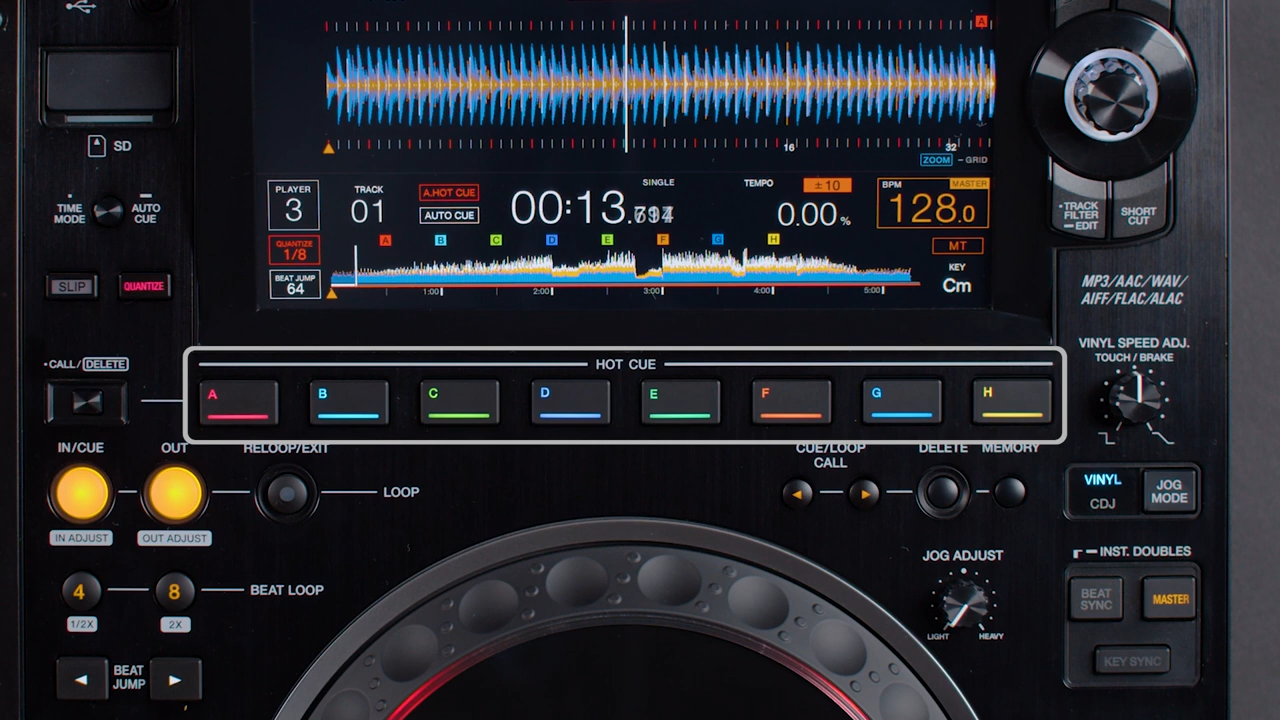 A
16
32
ZOOM – GRID
SD
PLAYER
3
TRACK
01
A.HOT CUE
AUTO CUE
00:13.
SINGLE
TEMPO
±10
0.00%
BPM
MASTER
128.0
TIME
MODE
AUTO
CUE
QUANTIZE
1/8
A
B
C
D
E
F
G
H
MT
BEAT JUMP
64
1:00
2:00
3:00
4:00
5:00
KEY
Cm
TRACK
FILTER
EDIT
SHORT
CUT
SLIP
QUANTIZE
MP3/AAC/WAV/
AIFF/FLAC/ALAC
CALL/DELETE
HOT CUE
A
B
C
D
E
F
G
H
VINYL SPEED ADJ.
TOUCH/BRAKE
IN/CUE
OUT
RELOOP/EXIT
LOOP
IN ADJUST
OUT ADJUST
CUE/LOOP
CALL
DELETE
MEMORY
VINYL
CDJ
JOG
MODE
4
8
BEAT LOOP
1/2X
2X
JOG ADJUST
LIGHT
HEAVY
INST. DOUBLES
BEAT
SYNC
MASTER
KEY SYNC
BEAT
JUMP